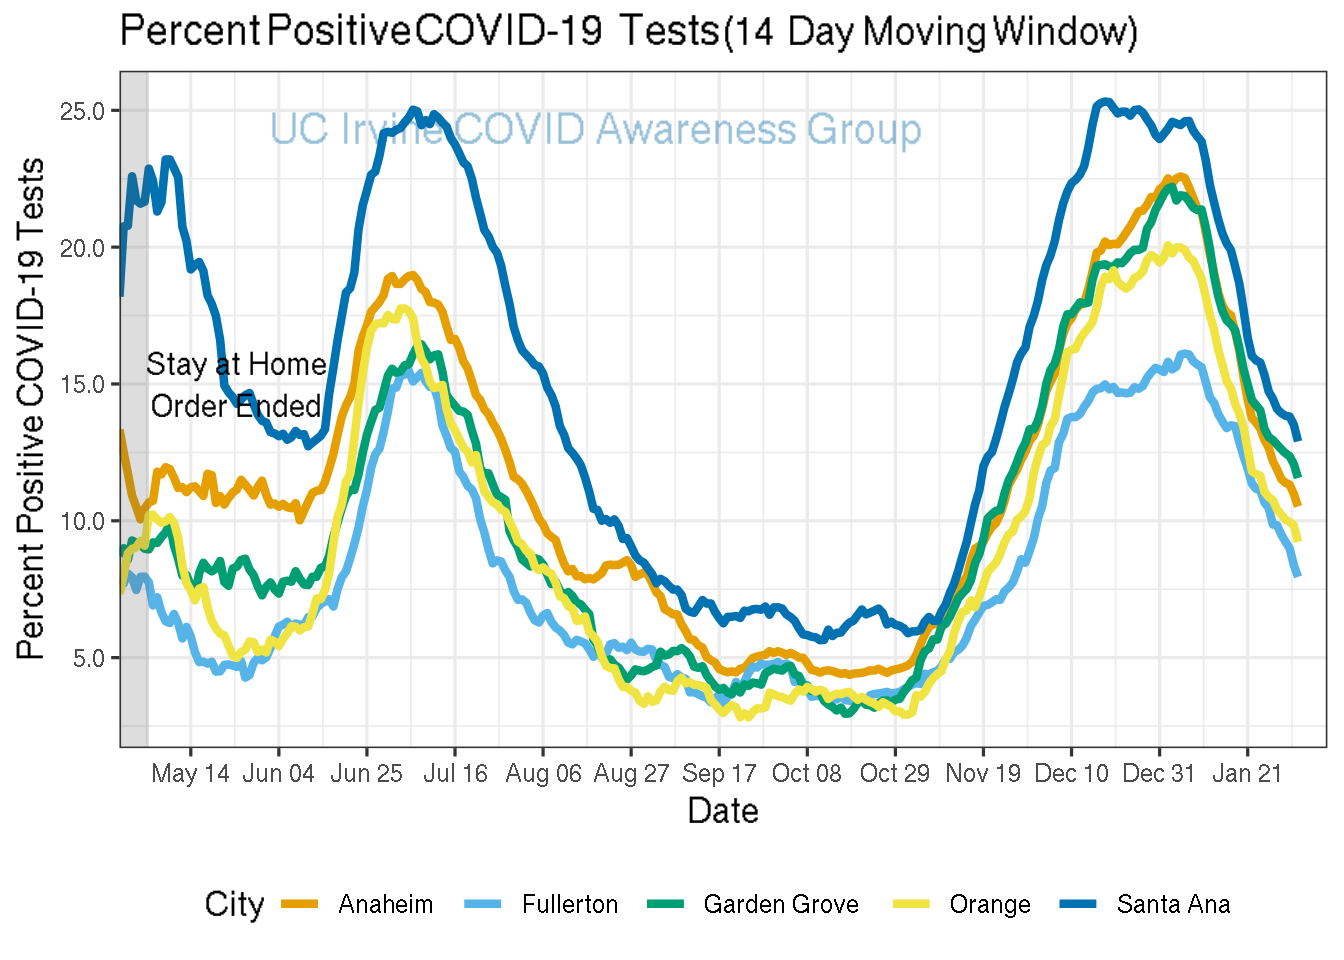 Percent Positive COVID-19 Tests(14 Day Moving Window)
UC Irvine COVID Awareness Group
Percent Positive COVID-19 Tests
25.0
20.0
15.0
10.0
5.0
Stay at Home
Order Ended
May 14 Jun 04 Jun 25 Jul 16 Aug 06 Aug 27 Sep 17 Oct 08 Oct 29 Nov 19 Dec 10 Dec 31 Jan 21
Date
City Anaheim Fullerton Garden Grove Orange Santa Ana